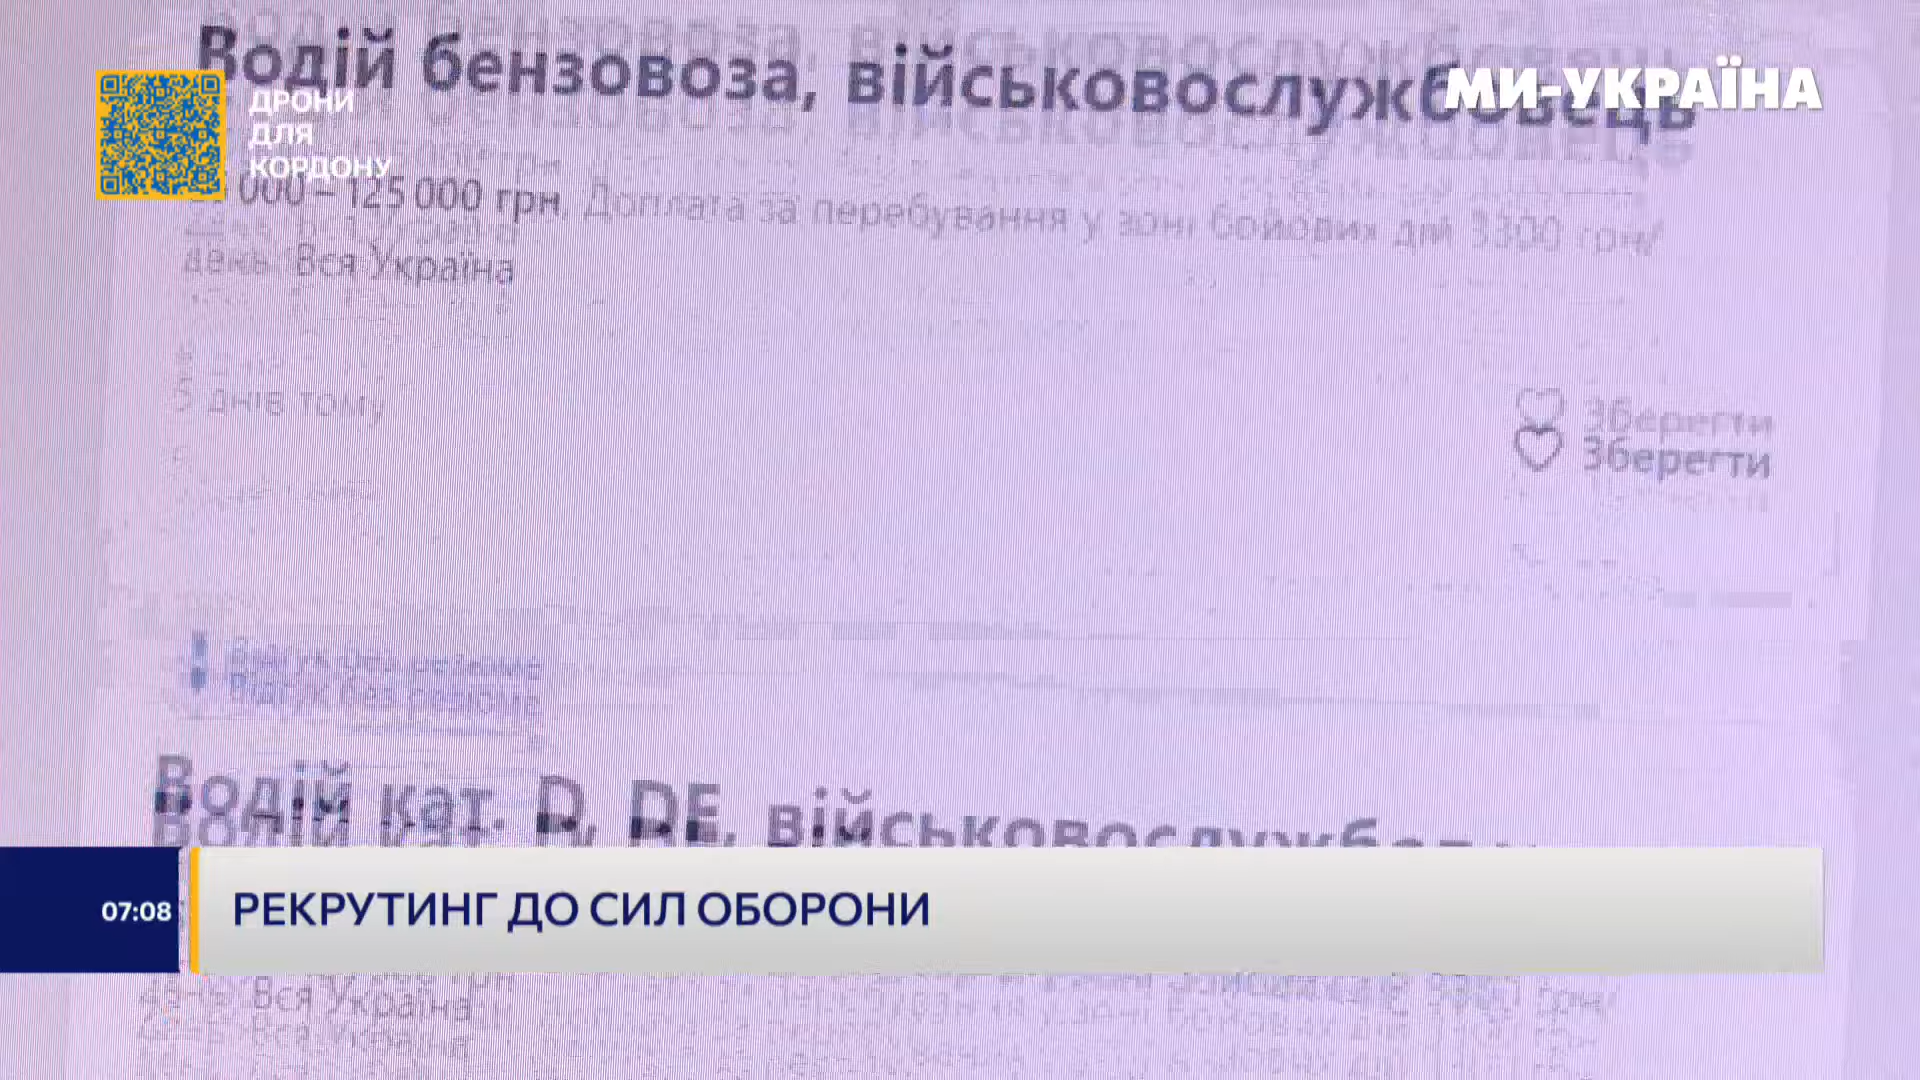 Водій бензовоза, військовослужбовець
МИ-УКРАЇНА
ДРОНИ
ДЛЯ
КОРДОНУ
000 – 125 000 грн, Доплата за перебування у зоні бойових дій 3300 грн/
день. Вся Україна
5 днів тому
Зберегти
Зберегти
Відгук без резюме
Водій кат. D, DE,
07:08
РЕКРУТИНГ ДО СИЛ ОБОРОНИ
Вся Україна